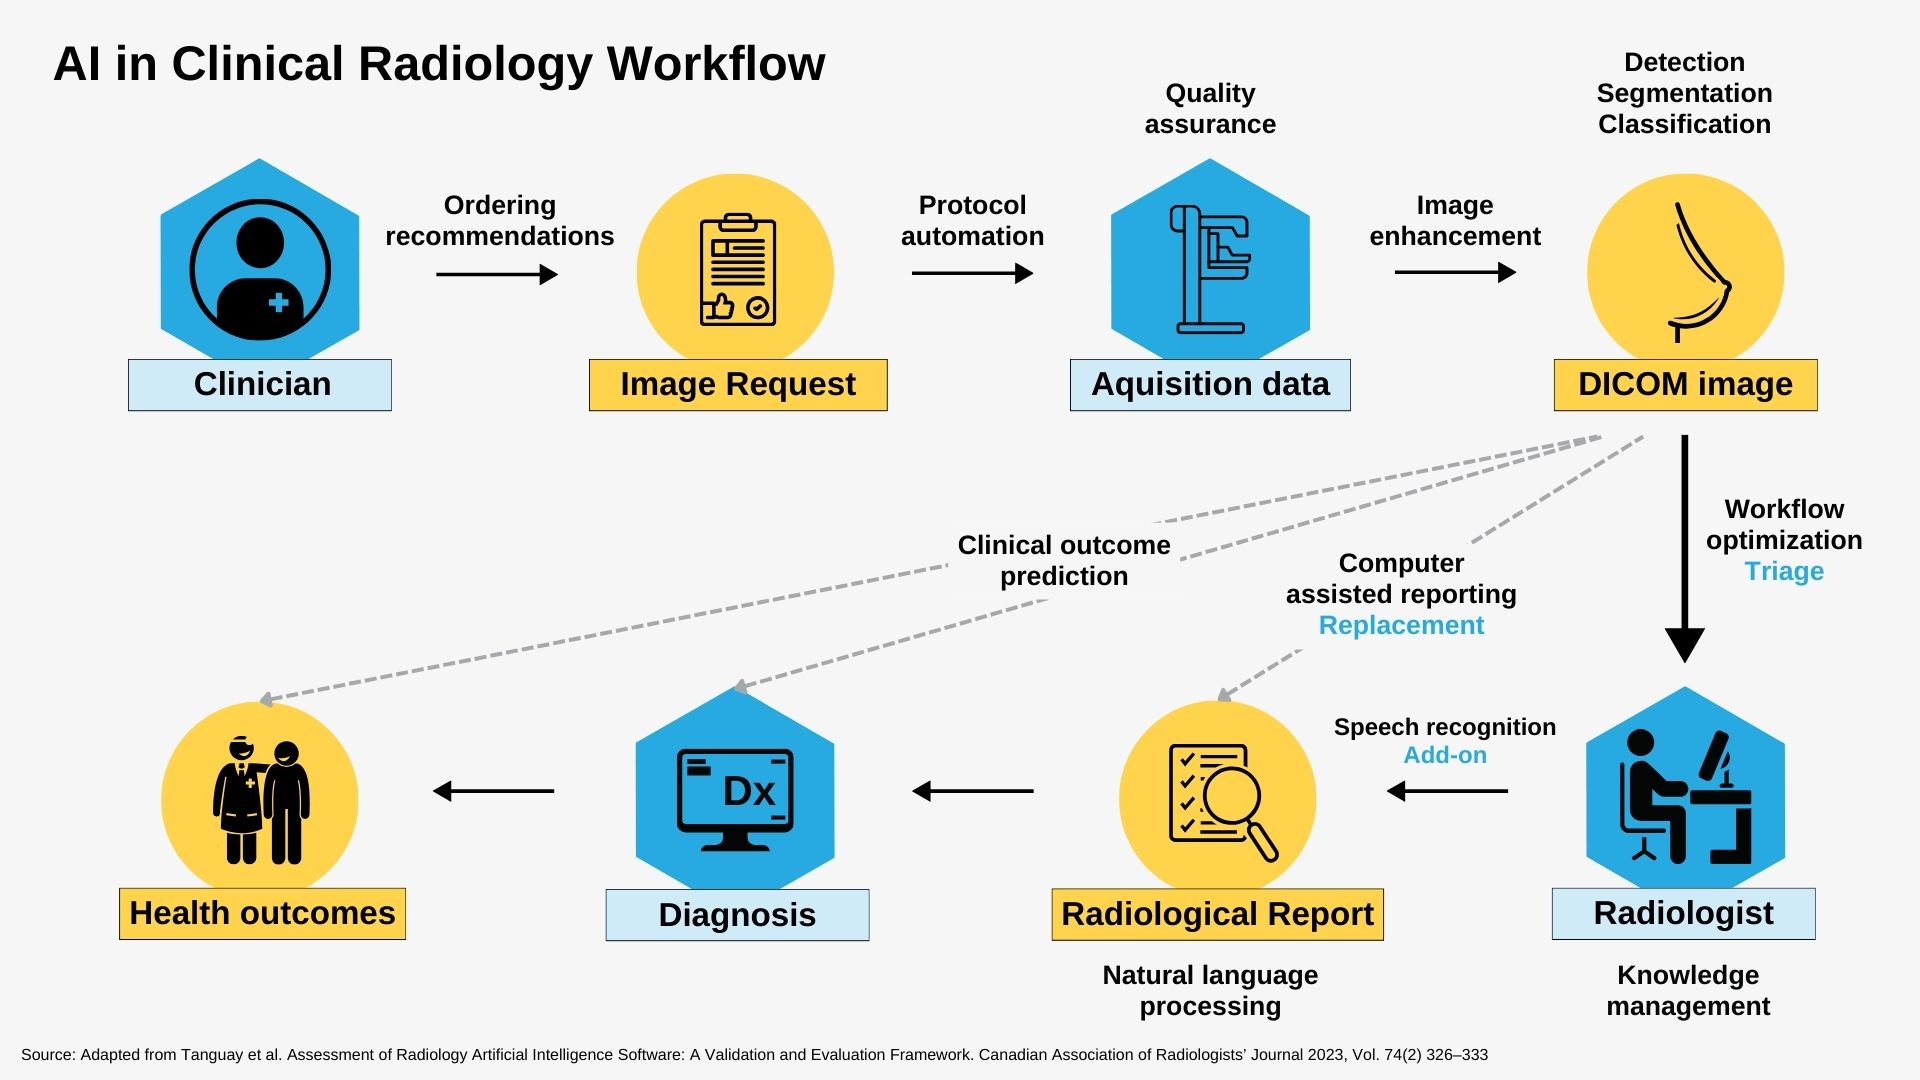 AI in Clinical Radiology Workflow
Quality
assurance
Detection
Segmentation
Classification
Ordering
recommendations
Protocol
automation
Image
enhancement
Clinician
Image Request
Aquisition data
DICOM image
Workflow
optimization
Triage
Clinical outcome
prediction
Computer
assisted reporting
Replacement
Speech recognition
Add-on
Dx
Health outcomes
Diagnosis
Radiological Report
Radiologist
Natural language
processing
Knowledge
management
Source: Adapted from Tanguay et al. Assessment of Radiology Artificial Intelligence Software: A Validation and Evaluation Framework. Canadian Association of Radiologists’ Journal 2023, Vol. 74(2) 326–333